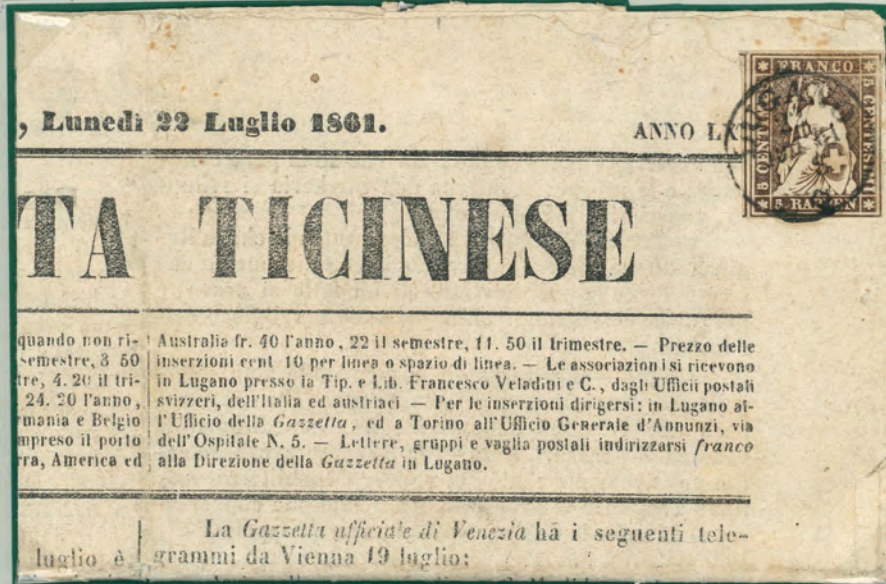 , Lunedì 22 Luglio 1861.
ANNO LX
FRANCO
5 CENTESIMI
5 RAPPEN
TA TICINESE
quando non ri-
semestre, 3 50
tre, 4. 20 il tri-
24. 20 l'anno,
rmania e Belgio
mpreso il porto
rra, America ed
Australia fr. 40 l'anno, 22 il semestre, 11. 50 il trimestre. — Prezzo delle
inserzioni cent 10 per linea o spazio di linea. — Le associazioni si ricevono
in Lugano presso la Tip. e Lib. Francesco Veladini e C., dagli Ufficii postali
svizzeri, dell'Italia ed austriaci — Per le inserzioni dirigersi: in Lugano al-
l'Ufficio della Gazzetta, ed a Torino all'Ufficio Generale d'Annunzi, via
dell'Ospitale N. 5. — Lettere, gruppi e vaglia postali indirizzarsi franco
alla Direzione della Gazzetta in Lugano.
luglio è
La Gazzetta ufficiale di Venezia ha i seguenti tele-
grammi da Vienna 19 luglio: